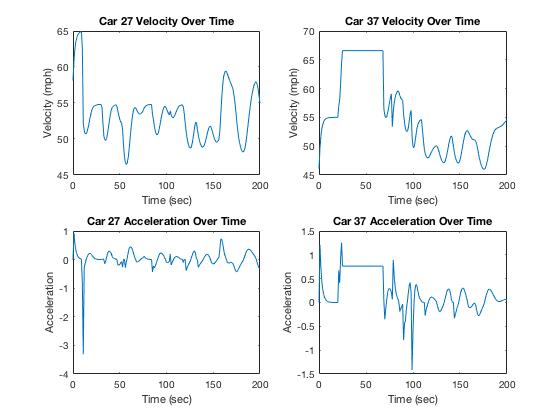 Car 27 Velocity Over Time
65
60
55
50
45
Velocity (mph)
0 50 100 150 200
Time (sec)
Car 37 Velocity Over Time
70
65
60
55
50
45
Velocity (mph)
0 50 100 150 200
Time (sec)
Car 27 Acceleration Over Time
1
0
-1
-2
-3
-4
Acceleration
0 50 100 150 200
Time (sec)
Car 37 Acceleration Over Time
1.5
1
0.5
0
-0.5
-1
-1.5
Acceleration
0 50 100 150 200
Time (sec)